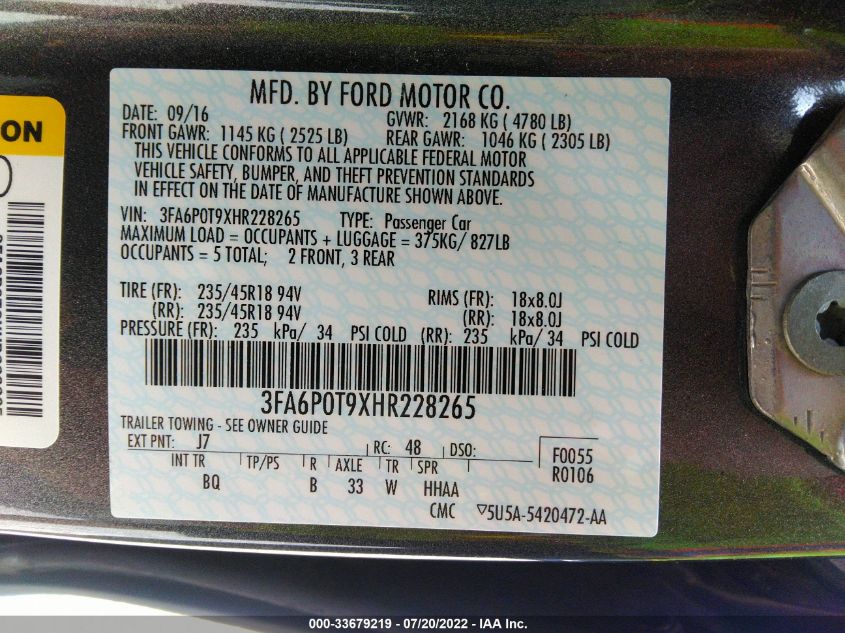 MFD. BY FORD MOTOR CO.
DATE: 09/16 GVWR: 2168 KG ( 4780 LB)
FRONT GAWR: 1145 KG ( 2525 LB) REAR GAWR: 1046 KG ( 2305 LB)
THIS VEHICLE CONFORMS TO ALL APPLICABLE FEDERAL MOTOR
VEHICLE SAFETY, BUMPER, AND THEFT PREVENTION STANDARDS
IN EFFECT ON THE DATE OF MANUFACTURE SHOWN ABOVE.
VIN: 3FA6P0T9XHR228265 TYPE: Passenger Car
MAXIMUM LOAD = OCCUPANTS + LUGGAGE = 375KG/ 827LB
OCCUPANTS = 5 TOTAL; 2 FRONT, 3 REAR
TIRE (FR): 235/45R18 94V RIMS (FR): 18x8.0J
(RR): 235/45R18 94V (RR): 18x8.0J
PRESSURE (FR): 235 kPa/ 34 PSI COLD (RR): 235 kPa/ 34 PSI COLD
3FA6P0T9XHR228265
TRAILER TOWING - SEE OWNER GUIDE
EXT PNT: J7 RC: 48 DSO: F0055
R0106
INT TR TP/PS R AXLE TR SPR
BQ B 33 W HHAA
CMC ▽5U5A-5420472-AA
ON
000-33679219 - 07/20/2022 - IAA Inc.